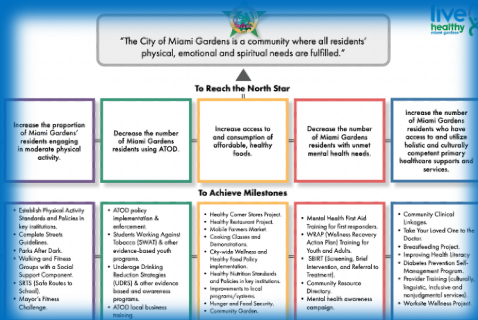 live!
healthy
miami gardens
"The City of Miami Gardens is a community where all residents'
physical, emotional and spiritual needs are fulfilled."
To Reach the North Star
Increase the proportion
of Miami Gardens'
residents engaging
in moderate physical
activity.
Decrease the number
of Miami Gardens
residents using ATOD.
Increase access to
and consumption of
affordable, healthy
foods.
Decrease the number
of Miami Gardens
residents with unmet
mental health needs.
Increase the number
of Miami Gardens
residents who have
access to and utilize
holistic and culturally
competent primary
healthcare supports and
services.
To Achieve Milestones
• Establish Physical Activity
Standards and Policies in
key institutions.
• Complete Streets
Guidelines.
• Parks After Dark.
• Walking and Fitness
Groups with a Social
Support Component.
• SRTS (Safe Routes to
School).
• Mayor's Fitness
Challenge.
• ATOD policy
implementation &
enforcement.
• Students Working Against
Tobacco (SWAT) & other
evidence-based youth
programs.
• Underage Drinking
Reduction Strategies
(UDRS) & other evidence
based and awareness
programs.
• ATOD local business
training.
• Healthy Corner Stores Project.
• Healthy Restaurant Project.
• Mobile Farmers Market.
• Cooking Classes and
Demonstrations.
• City-wide Wellness and
Healthy Food Policy
implementation.
• Healthy Nutrition Standards
and Policies in key institutions.
• Improvements to local
programs/systems.
• Hunger and Food Security.
• Community Garden.
• Mental Health First Aid
Training for first responders.
• WRAP (Wellness Recovery
Action Plan) Training for
Youth and Adults.
• SBIRT (Screening, Brief
Intervention, and Referral to
Treatment).
• Community Resource
Directory.
• Mental health awareness
campaign.
• Community Clinical
Linkages.
• Take Your Loved One to the
Doctor.
• Breastfeeding Project.
• Improving Health Literacy
• Diabetes Prevention Self-
Management Program.
• Provider Training (culturally,
linguistic, inclusive and
nonjudgmental services).
• Worksite Wellness Project